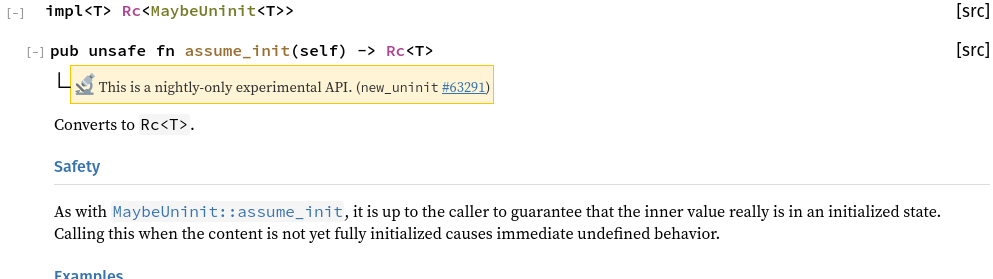 [-] impl<T> Rc<MaybeUninit<T>> [src]
[-] pub unsafe fn assume_init(self) -> Rc<T> [src]
This is a nightly-only experimental API. (new_uninit #63291)
Converts to Rc<T>.
Safety
As with MaybeUninit::assume_init, it is up to the caller to guarantee that the inner value really is in an initialized state.
Calling this when the content is not yet fully initialized causes immediate undefined behavior.
Examples